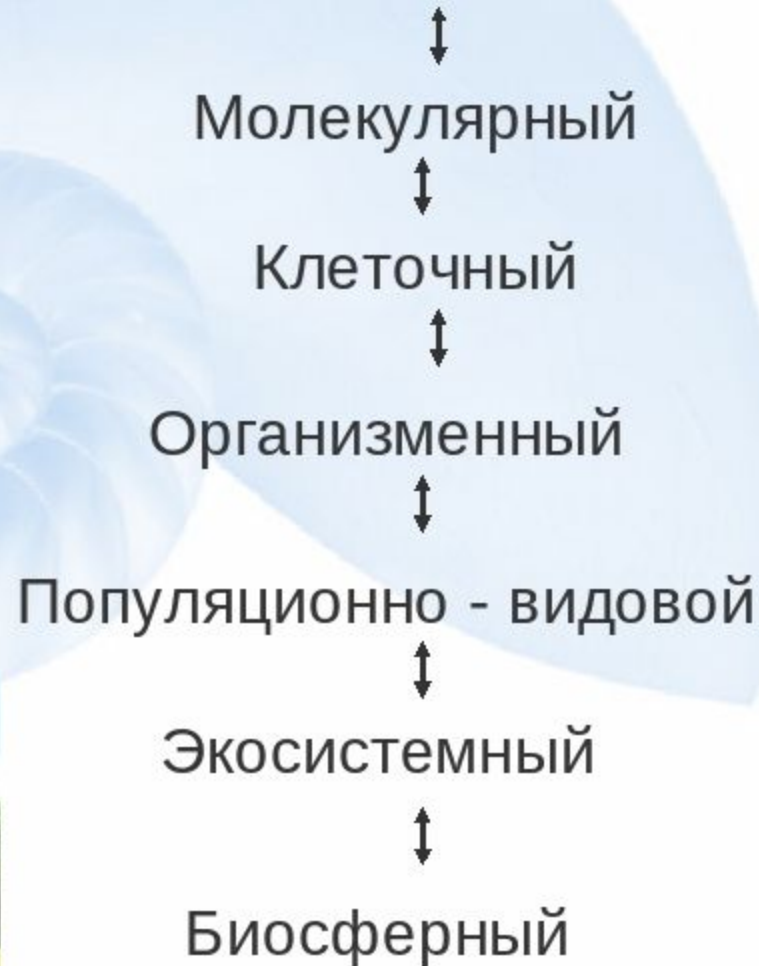 Молекулярный
Клеточный
Организменный
Популяционно - видовой
Экосистемный
Биосферный